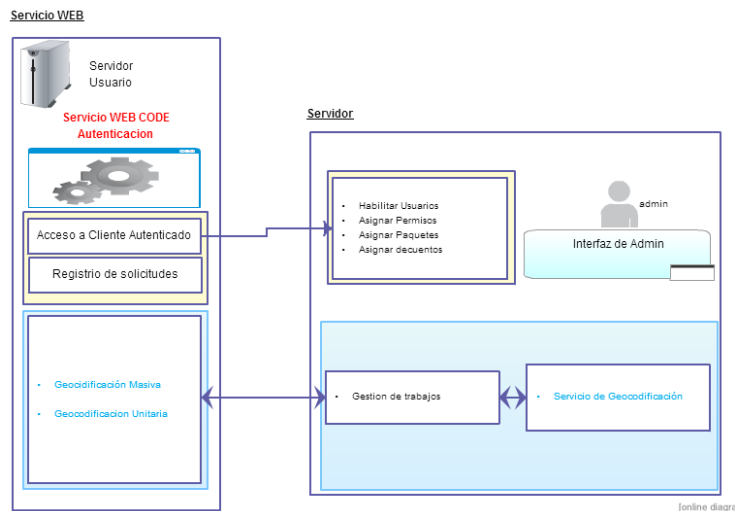 Servicio WEB
Servidor
Usuario
Servicio WEB CODE
Autenticacion
Acceso a Cliente Autenticado
Registrio de solicitudes
• Geocidificación Masiva
• Geocodificacion Unitaria
Servidor
• Habilitar Usuarios
• Asignar Permisos
• Asignar Paquetes
• Asignar decuentos
admin
Interfaz de Admin
• Gestion de trabajos
• Servicio de Geocodificación
[online diagra